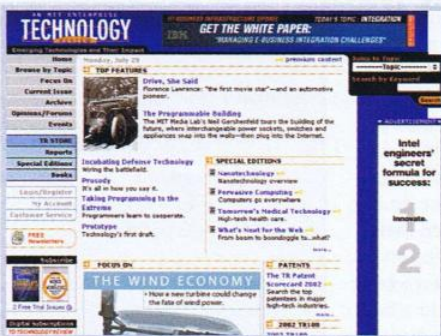 AN MIT ENTERPRISE
TECHNOLOGY
REVIEW
Emerging Technologies and Their Impact
#1 BUSINESS INFRASTRUCTURE SERIES
TODAY'S TOPIC INTEGRATION
IBM
GET THE WHITE PAPER:
"MANAGING E-BUSINESS INTEGRATION CHALLENGES"
Home
Browse by Topic
Focus On
Current Issue
Archive
Opinions/Forums
Events
TR STORE
Reports
Special Editions
Books
Login/Register
My Account
Customer Service
FREE
Newsletters
Subscribe
2 Free Trial Issues
Digital Subscriptions
TO TECHNOLOGY REVIEW
Monday, July 29
premium content
TOP FEATURES
Drive, She Said
Florence Lawrence: "the first movie star"—and an automotive
pioneer.
The Programmable Building
The MIT Media Lab's Neil Gershenfeld tours the building of the
future, where interchangeable power sockets, switches and
appliances snap into the walls—then plug into the Internet.
Incubating Defense Technology
Wiring the battlefield.
Prosody
It's all in how you say it.
Taking Programming to the
Extreme
Programmers learn to cooperate.
Prototype
Technology's first draft.
SPECIAL EDITIONS
Nanotechnology
Nanotechnology overview
Pervasive Computing
Computers go everywhere
Tomorrow's Medical Technology
High-tech health care.
What's Next for the Web
From boom to boondoggle to...what?
more...
FOCUS ON
THE WIND ECONOMY
How a new turbine could change
the fate of wind power.
PATENTS
The TR Patent
Scorecard 2002
Search the top
patentees in major
high-tech industries.
more...
2002 TR100
Jump to Topic
Topic
Search by Keyword
Search
ADVERTISEMENT
Intel
engineers'
secret
formula for
success:
1
Innovate.
2